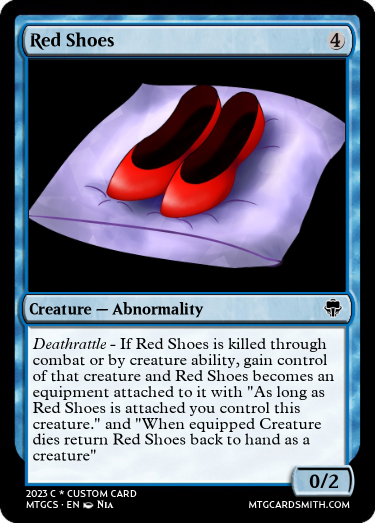 Red Shoes 4
Creature — Abnormality
Deathrattle - If Red Shoes is killed through
combat or by creature ability, gain control
of that creature and Red Shoes becomes an
equipment attached to it with "As long as
Red Shoes is attached you control this
creature." and "When equipped Creature
dies return Red Shoes back to hand as a
creature"
0/2
2023 C * CUSTOM CARD
MTGCS · EN NIA
MTGCARDSMITH.COM